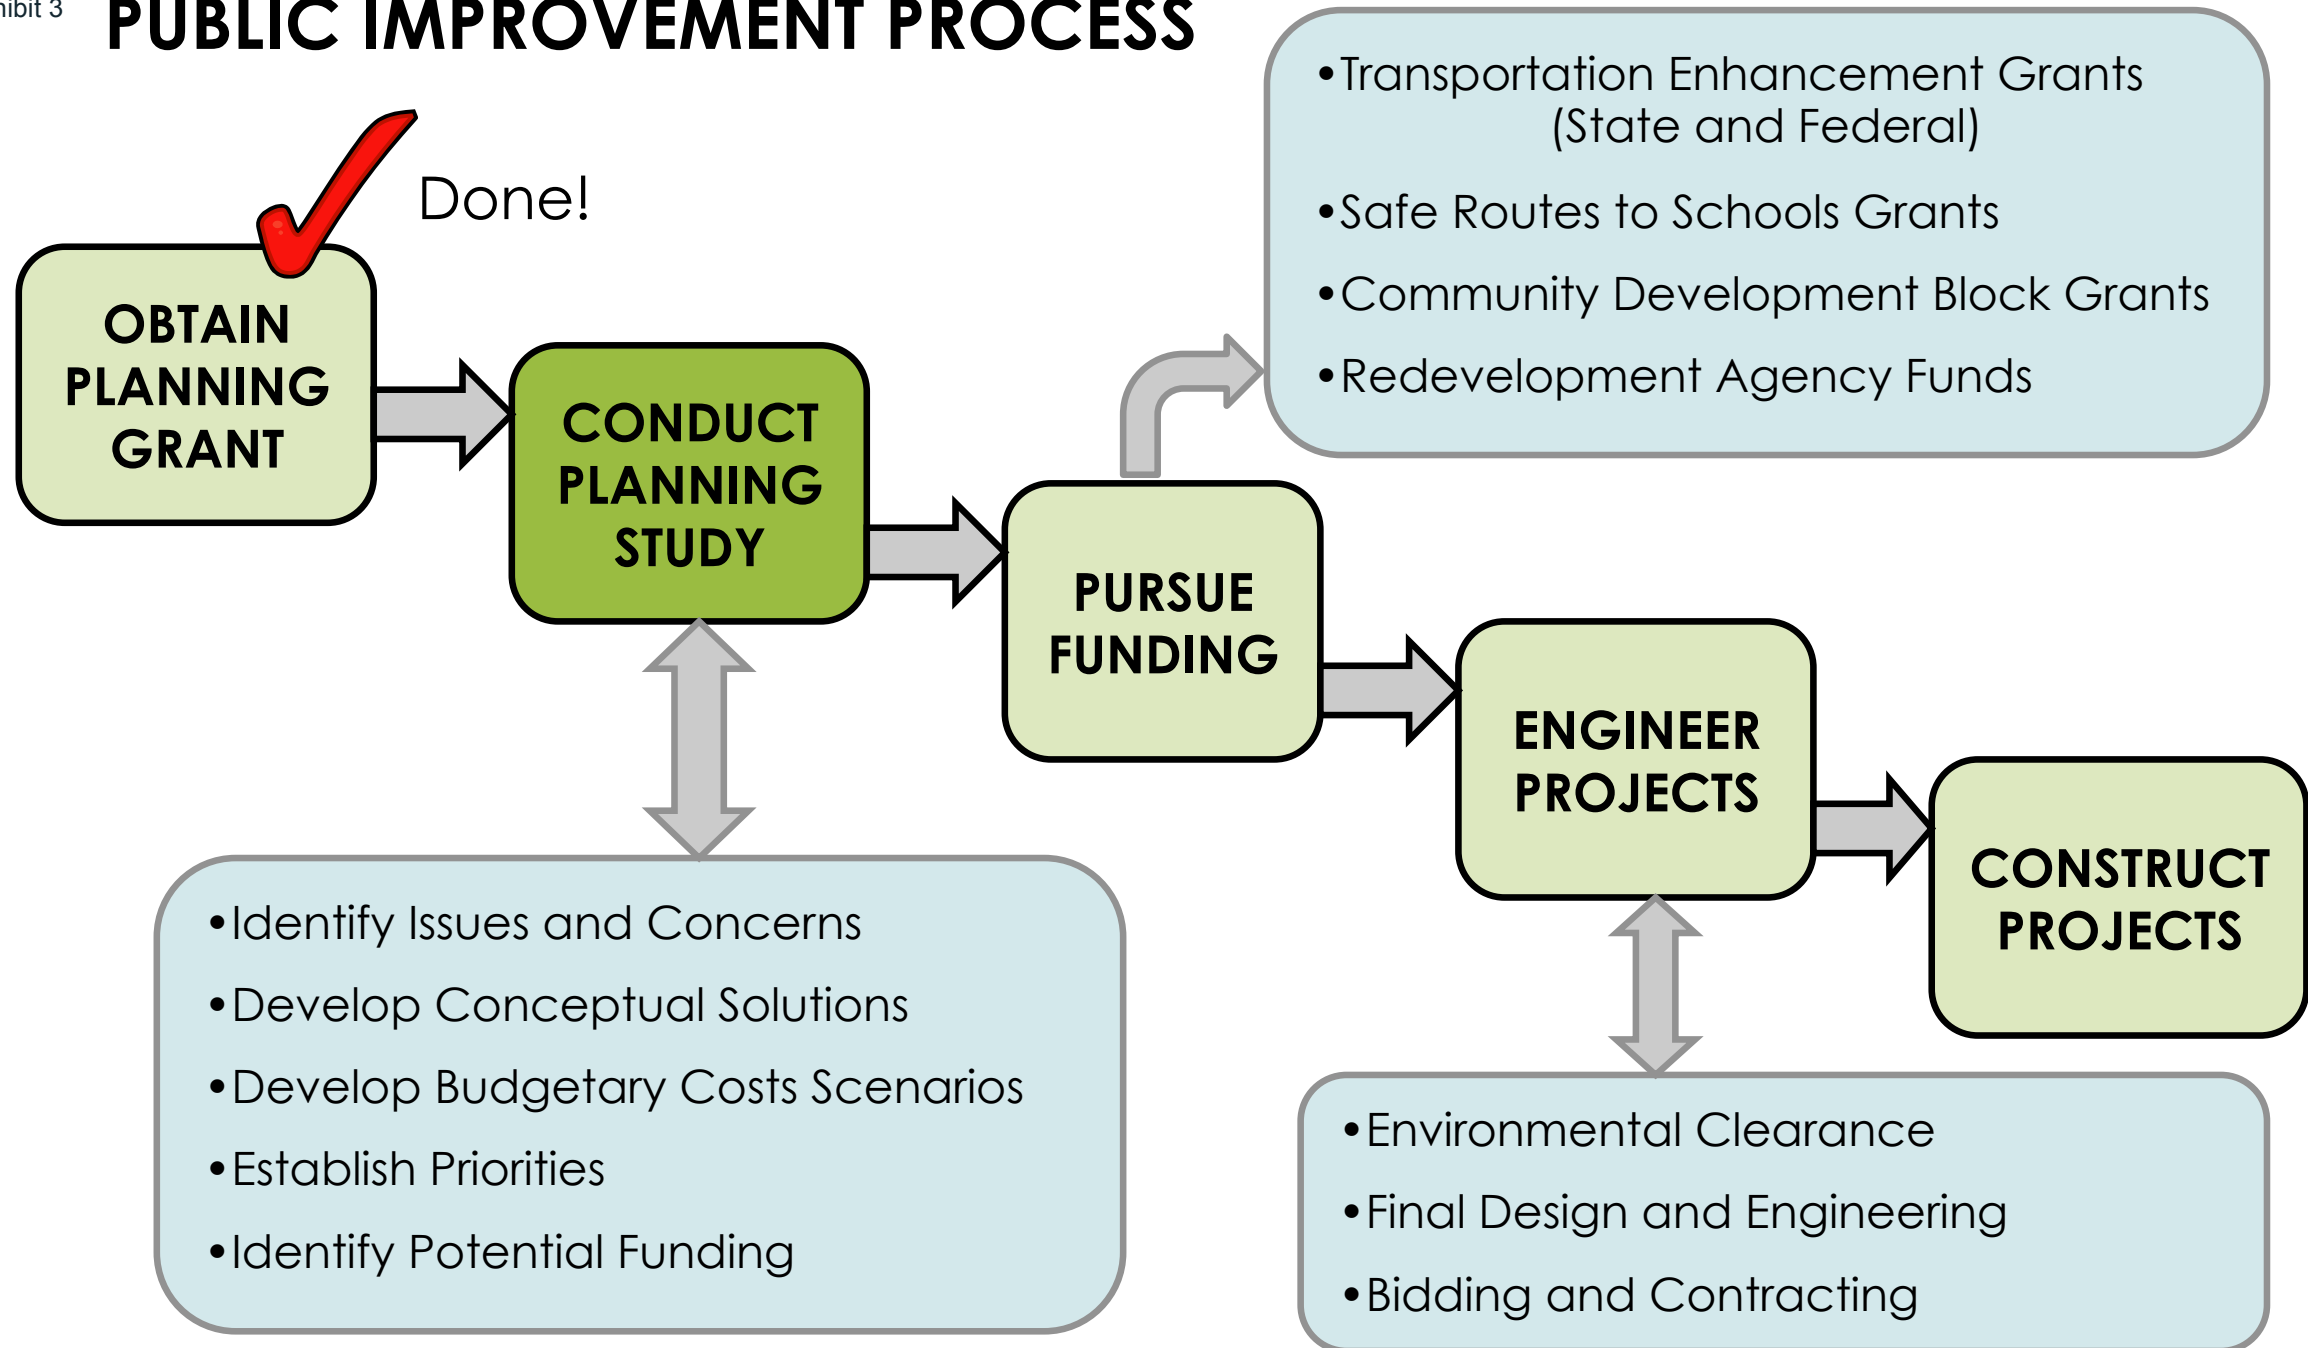 hibit 3
PUBLIC IMPROVEMENT PROCESS
Done!
OBTAIN
PLANNING
GRANT
CONDUCT
PLANNING
STUDY
PURSUE
FUNDING
ENGINEER
PROJECTS
CONSTRUCT
PROJECTS
•Transportation Enhancement Grants
(State and Federal)
•Safe Routes to Schools Grants
•Community Development Block Grants
•Redevelopment Agency Funds
•Identify Issues and Concerns
•Develop Conceptual Solutions
•Develop Budgetary Costs Scenarios
•Establish Priorities
•Identify Potential Funding
•Environmental Clearance
•Final Design and Engineering
•Bidding and Contracting